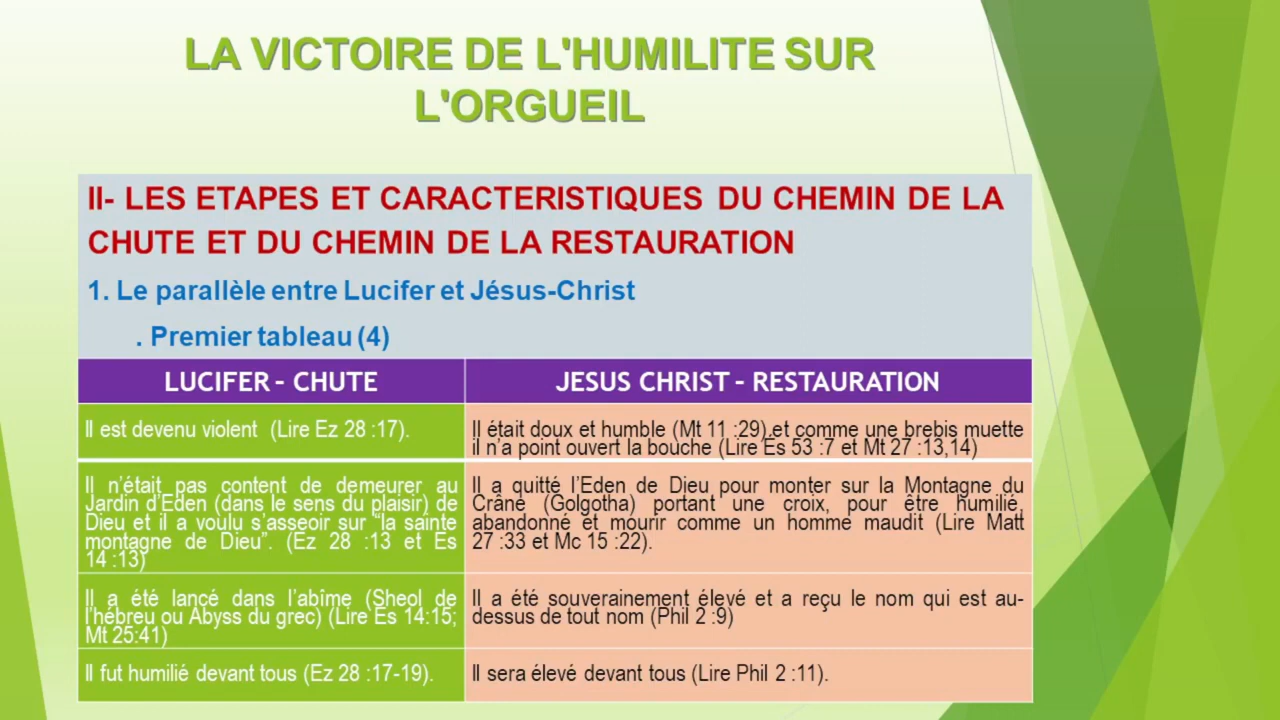 LA VICTOIRE DE L'HUMILITE SUR
L'ORGUEIL
II- LES ETAPES ET CARACTERISTIQUES DU CHEMIN DE LA
CHUTE ET DU CHEMIN DE LA RESTAURATION
1. Le parallèle entre Lucifer et Jésus-Christ
. Premier tableau (4)
LUCIFER - CHUTE
JESUS CHRIST - RESTAURATION
Il est devenu violent (Lire Ez 28 :17).
Il était doux et humble (Mt 11 :29),et comme une brebis muette
il n'a point ouvert la bouche (Lire Es 53 :7 et Mt 27 :13,14)
Il n'était pas content de demeurer au
Jardin d'Eden (dans le sens du plaisir) de
Dieu et il a voulu s'asseoir sur "la sainte
montagne de Dieu". (Ez 28 :13 et Es
14 :13)
Il a quitté l'Eden de Dieu pour monter sur la Montagne du
Crâne (Golgotha) portant une croix, pour être humilié,
abandonné et mourir comme un homme maudit (Lire Matt
27 :33 et Mc 15 :22).
Il a été lancé dans l'abîme (Sheol de
l'hébreu ou Abyss du grec) (Lire Es 14:15;
Mt 25:41)
Il a été souverainement élevé et a reçu le nom qui est au-
dessus de tout nom (Phil 2 :9)
Il fut humilié devant tous (Ez 28 :17-19).
Il sera élevé devant tous (Lire Phil 2 :11).